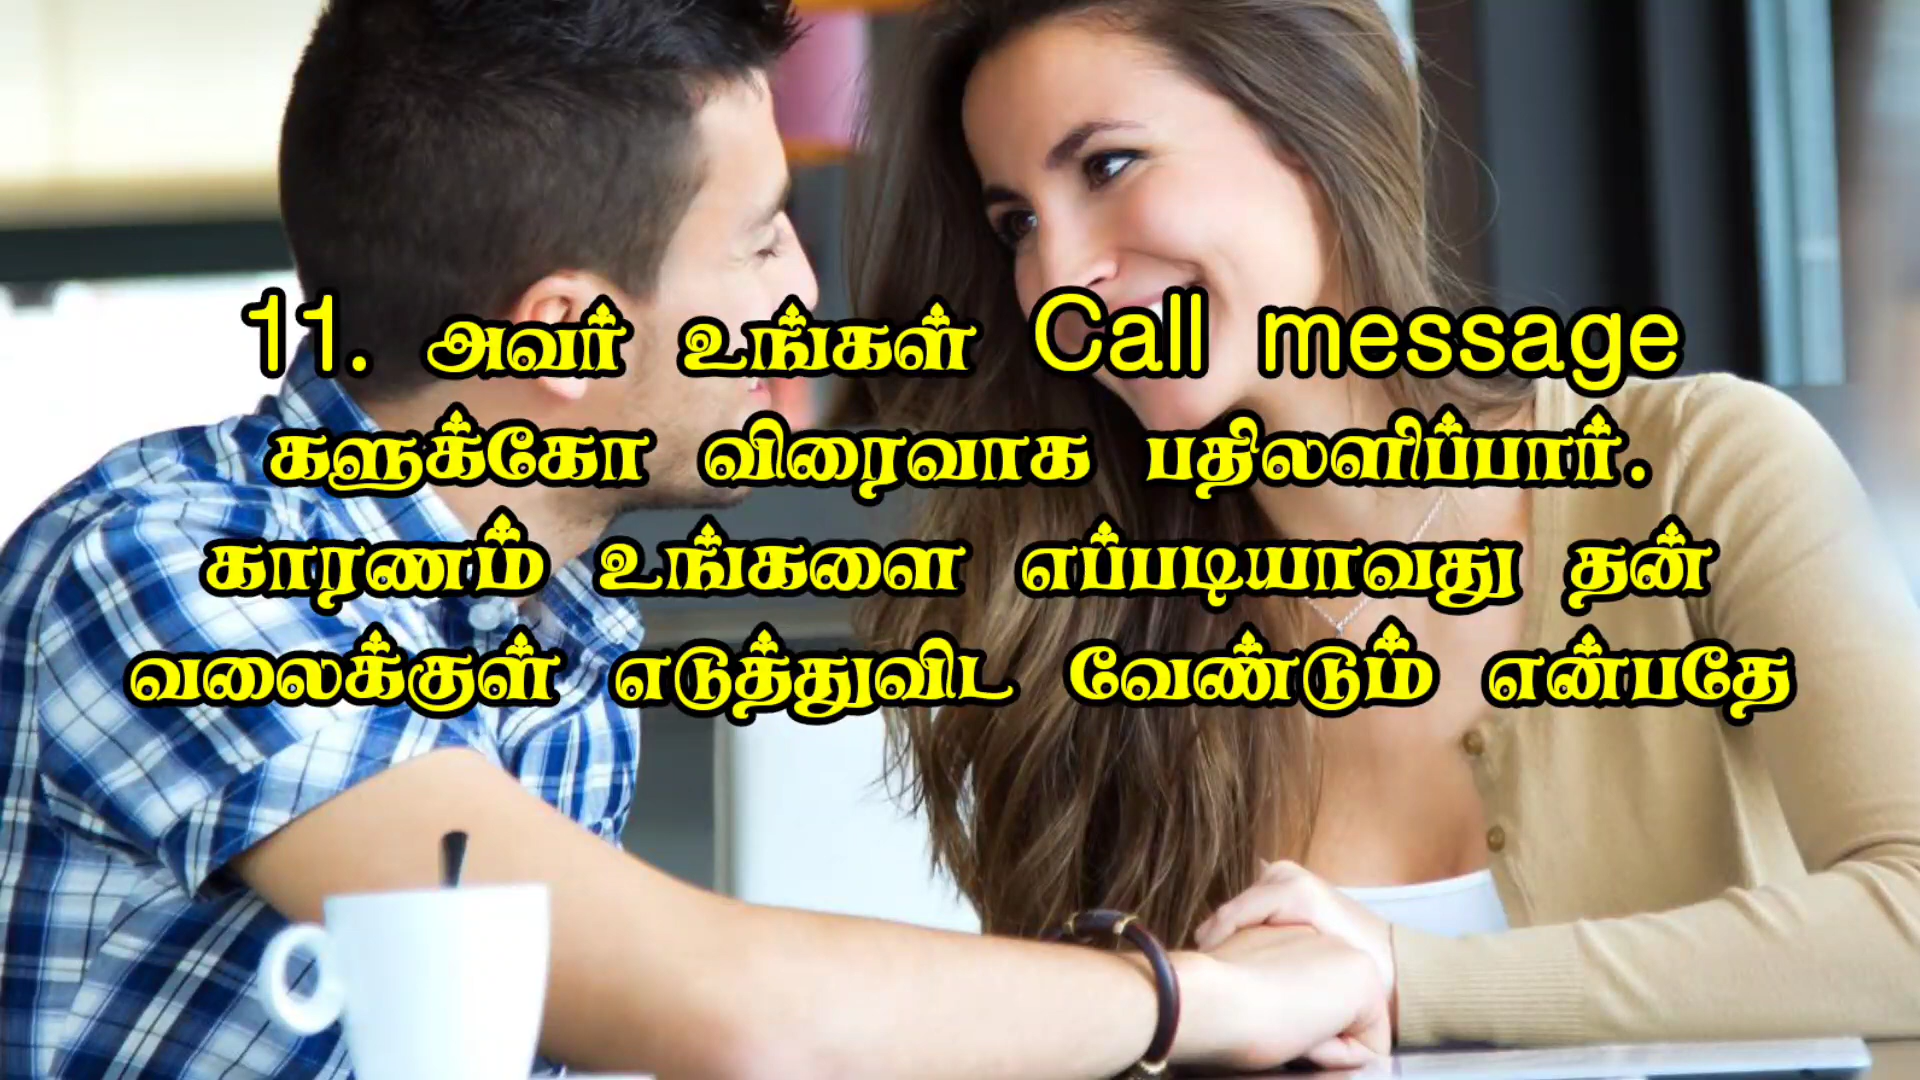 11. அவர் உங்கள் Call message
களுக்கோ விரைவாக பதிலளிப்பார்.
காரணம் உங்களை எப்படியாவது தன்
வலைக்குள் எடுத்துவிட வேண்டும் என்பதே